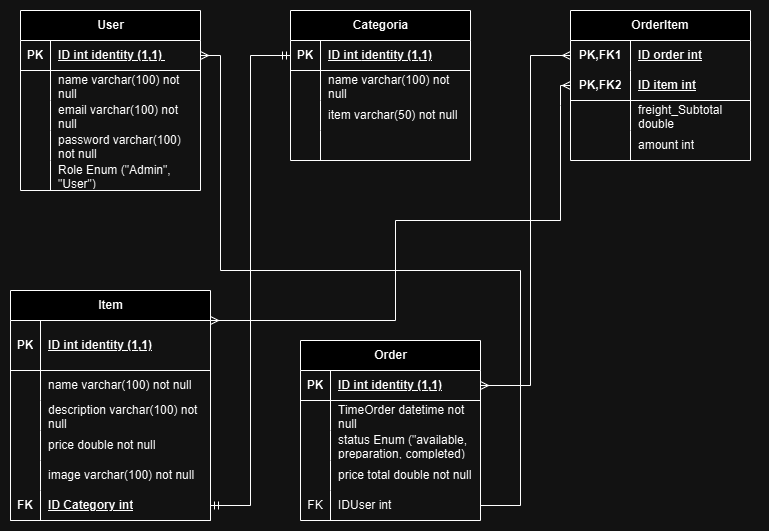 User
PK ID int identity (1,1)
name varchar(100) not
null
email varchar(100) not
null
password varchar(100)
not null
Role Enum ("Admin",
"User")
Categoria
PK ID int identity (1,1)
name varchar(100) not
null
item varchar(50) not null
OrderItem
PK,FK1 ID order int
PK,FK2 ID item int
freight_Subtotal
double
amount int
Item
PK ID int identity (1,1)
name varchar(100) not null
description varchar(100) not
null
price double not null
image varchar(100) not null
FK ID Category int
Order
PK ID int identity (1,1)
TimeOrder datetime not
null
status Enum ("available,
preparation, completed)
price total double not null
FK IDUser int